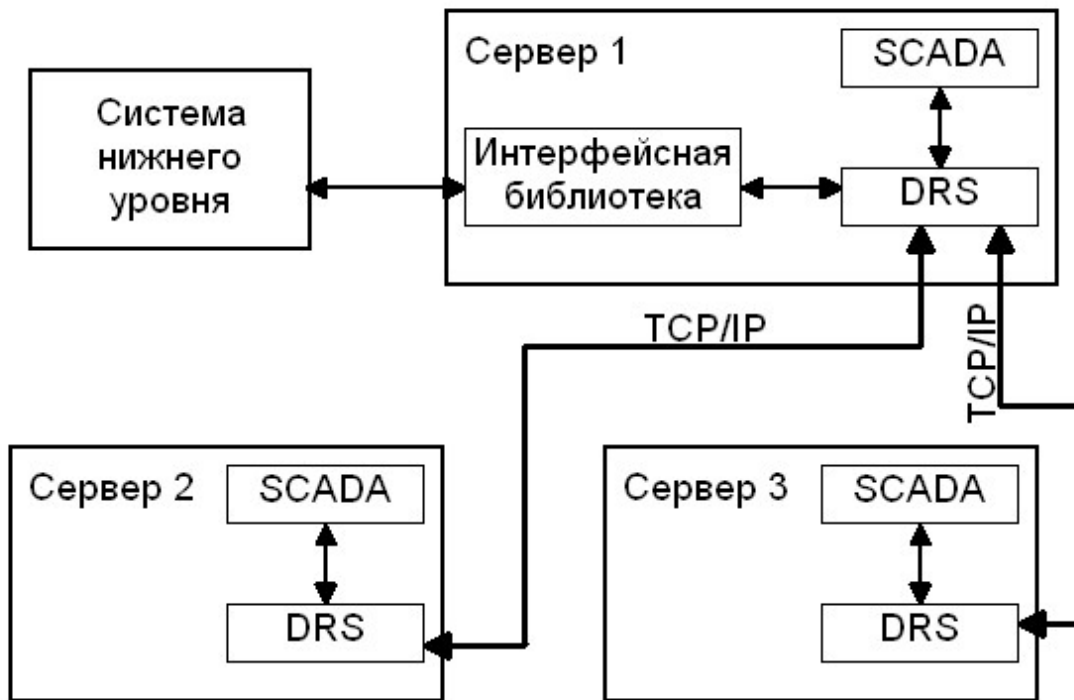 Сервер 1
SCADA
Система
нижнего
уровня
Интерфейсная
библиотека
DRS
TCP/IP
TCP/IP
Сервер 2
SCADA
DRS
Сервер 3
SCADA
DRS